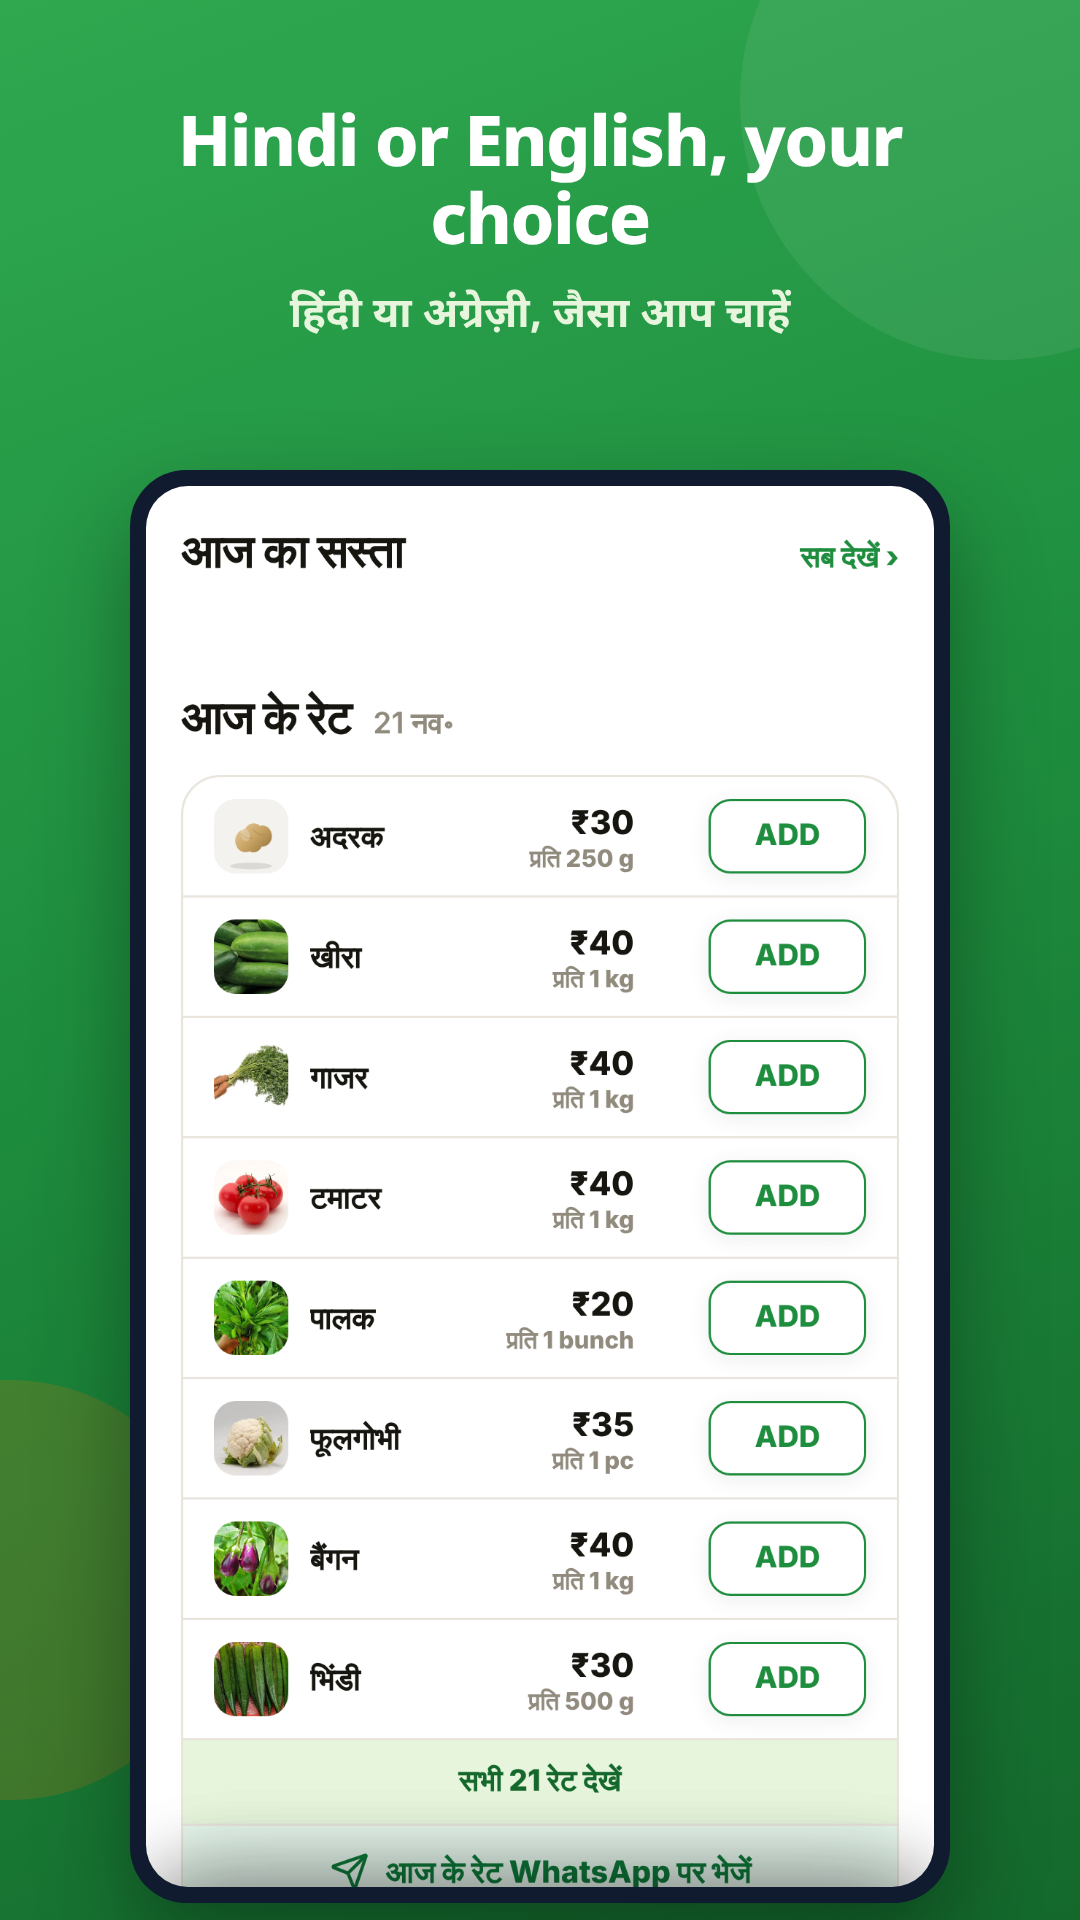 Hindi or English, your
choice
हिंदी या अंग्रेज़ी, जैसा आप चाहें
आज का सस्ता
सब देखें ›
आज के रेट 21 नव॰
अदरक ₹30 ADD
प्रति 250 g
खीरा ₹40 ADD
प्रति 1 kg
गाजर ₹40 ADD
प्रति 1 kg
टमाटर ₹40 ADD
प्रति 1 kg
पालक ₹20 ADD
प्रति 1 bunch
फूलगोभी ₹35 ADD
प्रति 1 pc
बैंगन ₹40 ADD
प्रति 1 kg
भिंडी ₹30 ADD
प्रति 500 g
सभी 21 रेट देखें
आज के रेट WhatsApp पर भेजें